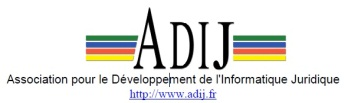 ADIJ
Association pour le Développement de l'Informatique Juridique
http://www.adij.fr